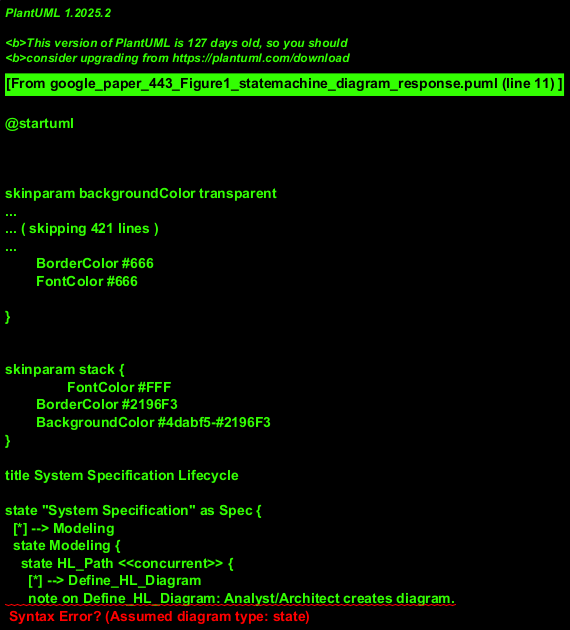 PlantUML 1.2025.2
<b>This version of PlantUML is 127 days old, so you should
<b>consider upgrading from https://plantuml.com/download
[From google_paper_443_Figure1_statemachine_diagram_response.puml (line 11) ]
@startuml
skinparam backgroundColor transparent
...
... ( skipping 421 lines )
...
BorderColor #666
FontColor #666
}
skinparam stack {
FontColor #FFF
BorderColor #2196F3
BackgroundColor #4dabf5-#2196F3
}
title System Specification Lifecycle
state "System Specification" as Spec {
[*] --> Modeling
state Modeling {
state HL_Path <<concurrent>> {
[*] --> Define_HL_Diagram
note on Define_HL_Diagram: Analyst/Architect creates diagram.
Syntax Error? (Assumed diagram type: state)